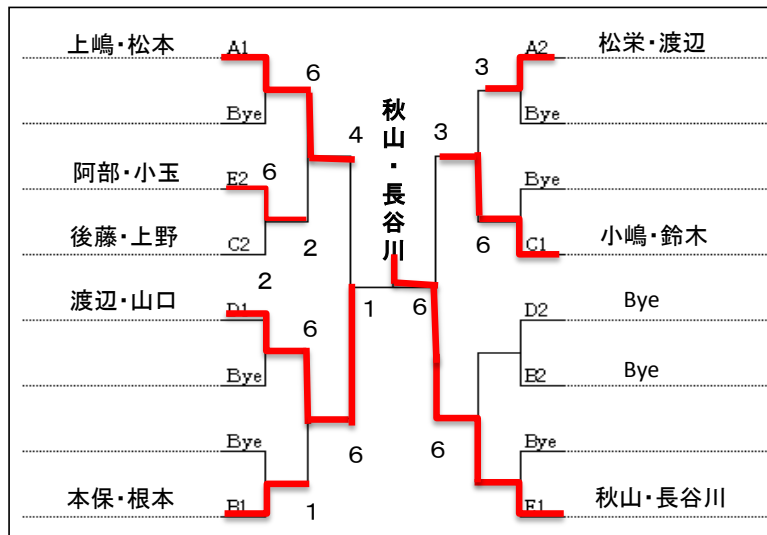 上嶋・松本 A1
6
Bye
阿部・小玉 E2 6
後藤・上野 C2 2
2
渡辺・山口 D1
6
Bye
Bye
本保・根本 B1 1
4
1
6
秋山・長谷川
3
6
6
A2 松栄・渡辺
3
Bye
Bye
6
C1 小嶋・鈴木
D2 Bye
B2 Bye
Bye
秋山・長谷川